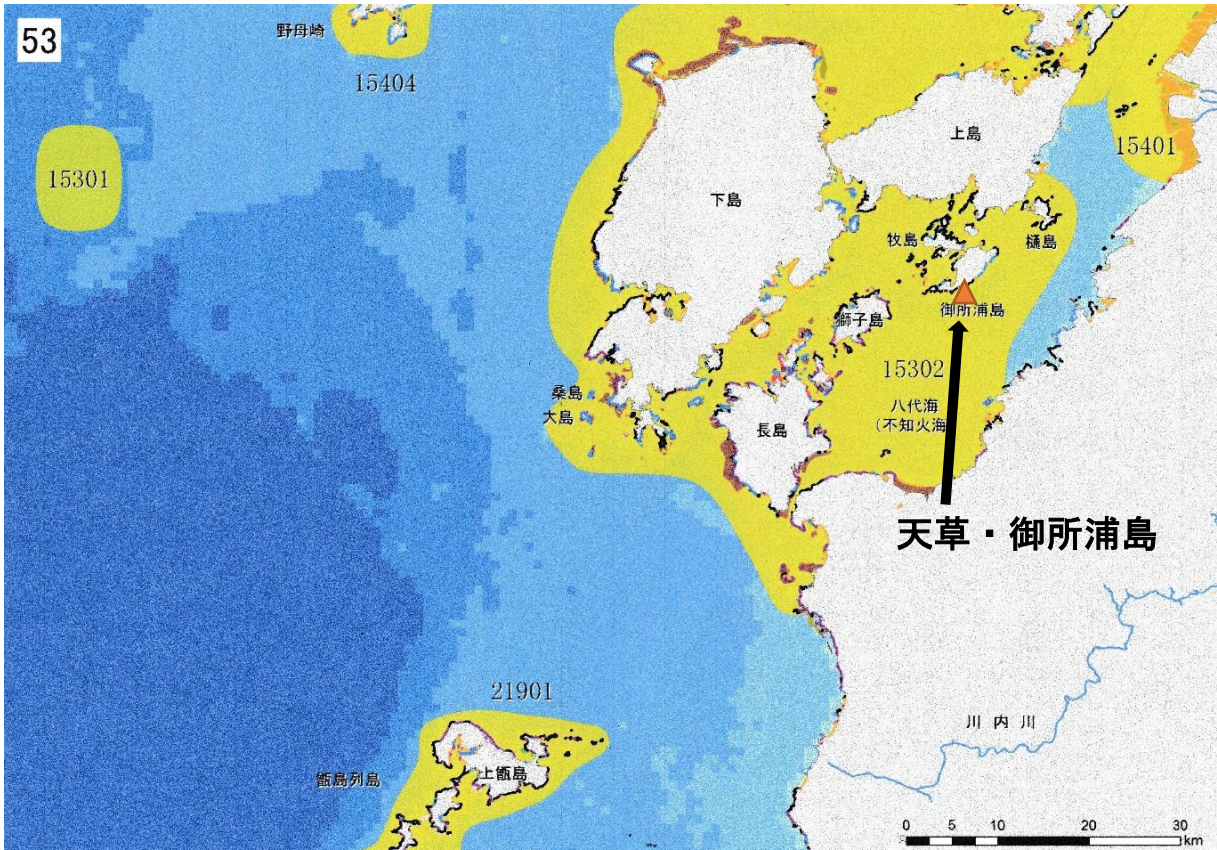 53
野母崎
15404
15301
上島
15401
下島
牧島
樋島
御所浦島
獅子島
15302
八代海
(不知火海)
桑島
大島
長島
天草・御所浦島
21901
川内川
甑島列島
上甑島
0 5 10 20 30
km